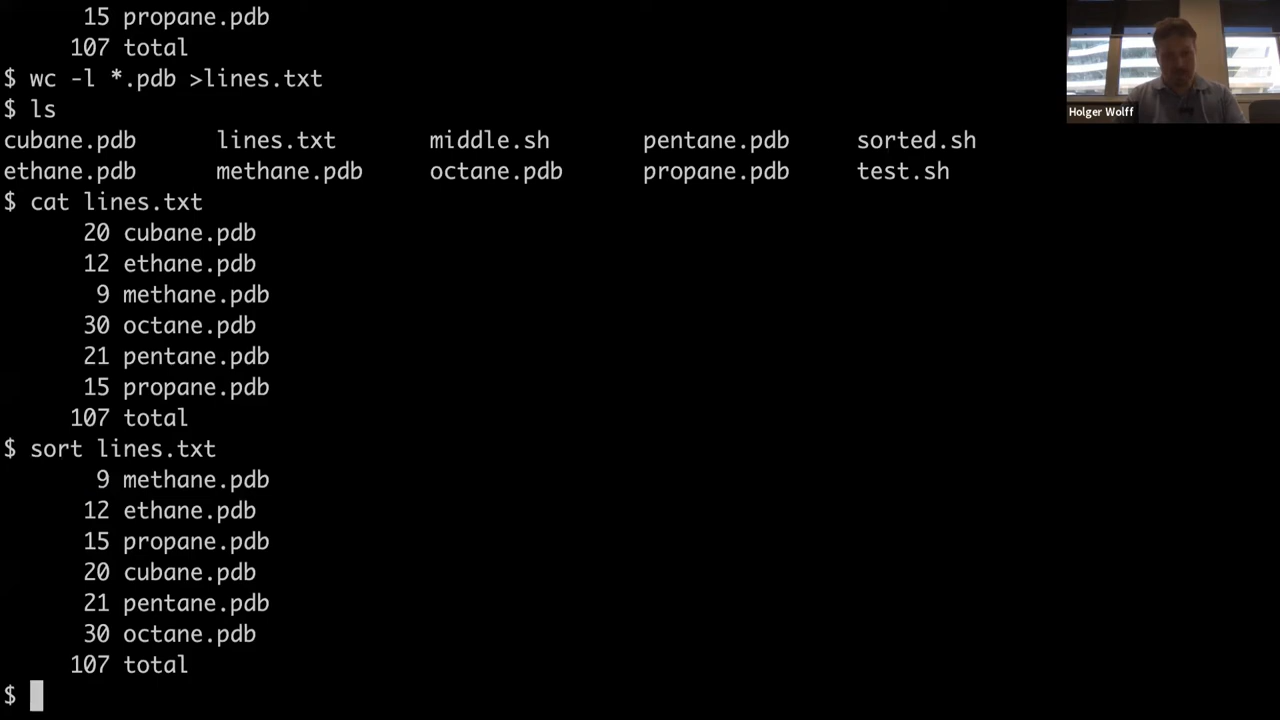 15 propane.pdb
107 total
$ wc -l *.pdb >lines.txt
$ ls
cubane.pdb lines.txt middle.sh pentane.pdb sorted.sh
ethane.pdb methane.pdb octane.pdb propane.pdb test.sh
$ cat lines.txt
20 cubane.pdb
12 ethane.pdb
9 methane.pdb
30 octane.pdb
21 pentane.pdb
15 propane.pdb
107 total
$ sort lines.txt
9 methane.pdb
12 ethane.pdb
15 propane.pdb
20 cubane.pdb
21 pentane.pdb
30 octane.pdb
107 total
$
Holger Wolff